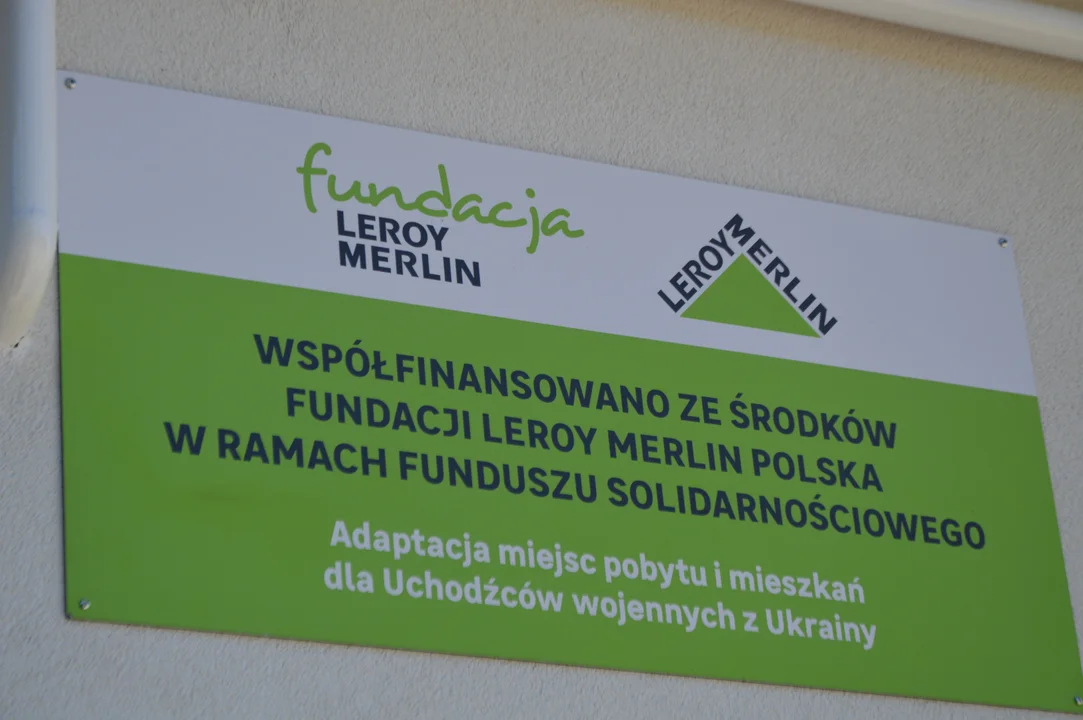 fundacja
LEROY
MERLIN
LEROY MERLIN
WSPÓŁFINANSOWANO ZE ŚRODKÓW
FUNDACJI LEROY MERLIN POLSKA
W RAMACH FUNDUSZU SOLIDARNOŚCIOWEGO
Adaptacja miejsc pobytu i mieszkań
dla Uchodźców wojennych z Ukrainy